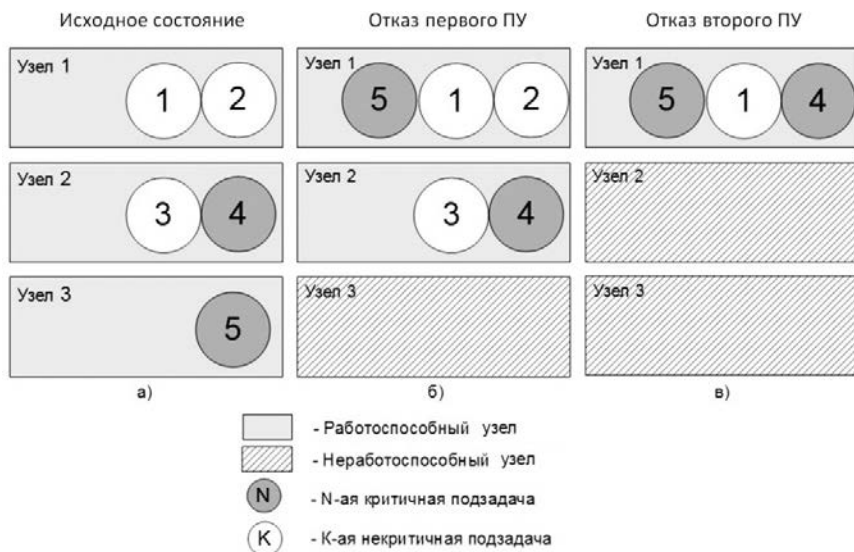 Исходное состояние
Отказ первого ПУ
Отказ второго ПУ
Узел 1
1
2
Узел 1
5
1
2
Узел 1
5
1
4
Узел 2
3
4
Узел 2
3
4
Узел 2
Узел 3
5
Узел 3
Узел 3
а)
б)
в)
- Работоспособный узел
- Неработоспособный узел
N
- N-ая критичная подзадача
K
- К-ая некритичная подзадача